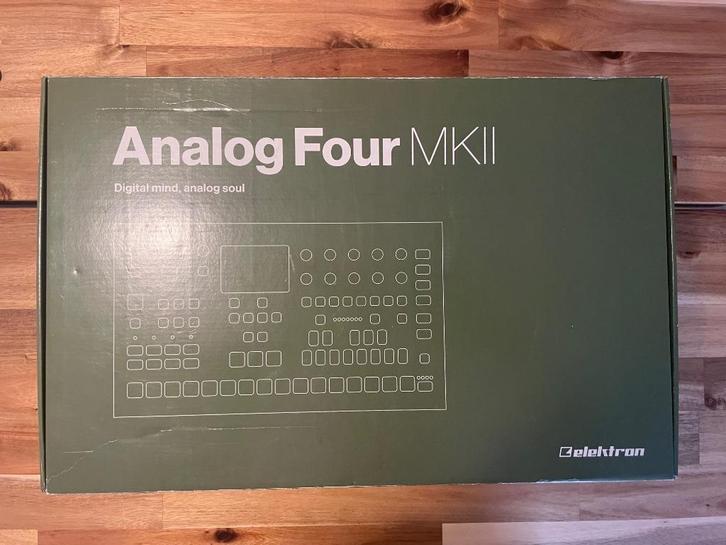 Analog Four MKII
Digital mind, analog soul
elektron